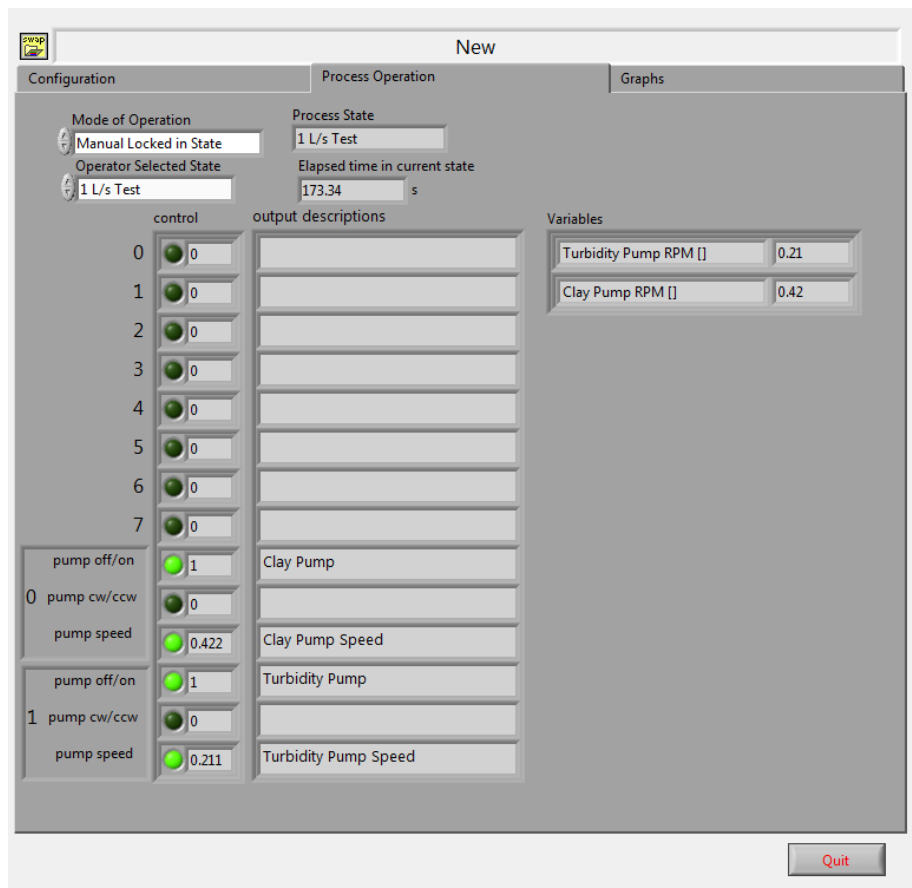 swap
New
Configuration Process Operation Graphs
Mode of Operation Process State
Manual Locked in State 1 L/s Test
Operator Selected State Elapsed time in current state
1 L/s Test 173.34 s
control output descriptions Variables
0 0 Turbidity Pump RPM [] 0.21
1 0 Clay Pump RPM [] 0.42
2 0
3 0
4 0
5 0
6 0
7 0
pump off/on 1 Clay Pump
0 pump cw/ccw 0
pump speed 0.422 Clay Pump Speed
pump off/on 1 Turbidity Pump
1 pump cw/ccw 0
pump speed 0.211 Turbidity Pump Speed
Quit